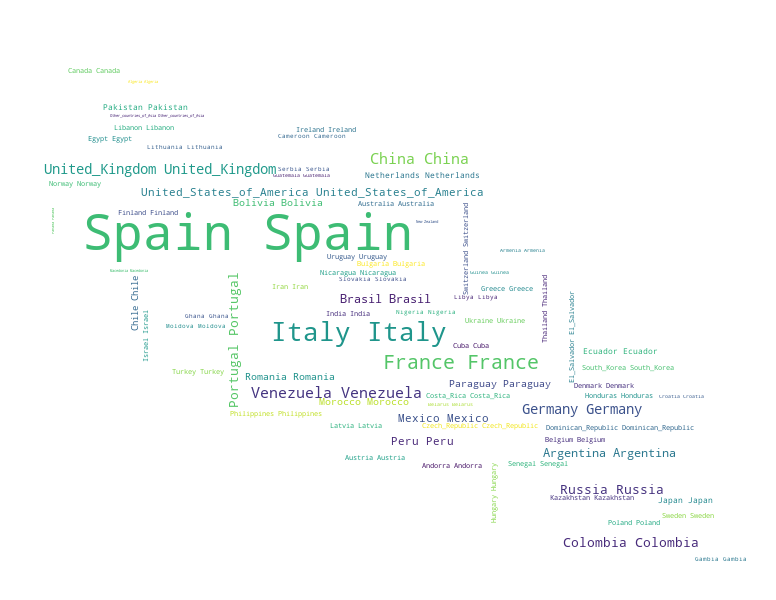 Canada Canada
Pakistan Pakistan
Other_countries_of_Asia Other_countries_of_Asia
Libanon Libanon
Ireland Ireland
Cameroon Cameroon
Egypt Egypt
Lithuania Lithuania
China China
United_Kingdom United_Kingdom
Serbia Serbia
Guatemala Guatemala
Netherlands Netherlands
Norway Norway
United_States_of_America United_States_of_America
Bolivia Bolivia
Australia Australia
Finland Finland
Spain Spain
New_Zealand
Switzerland Switzerland
Armenia Armenia
Uruguay Uruguay
Bulgaria Bulgaria
Nicaragua Nicaragua
Guinea Guinea
Slovakia Slovakia
Chile Chile
Portugal Portugal
Iran Iran
Greece Greece
Brasil Brasil
Libya Libya
Thailand Thailand
El_Salvador El_Salvador
Israel Israel
Ghana Ghana
India India
Nigeria Nigeria
Moldova Moldova
Ukraine Ukraine
Italy Italy
Cuba Cuba
Ecuador Ecuador
France France
South_Korea South_Korea
Turkey Turkey
Romania Romania
Paraguay Paraguay
Denmark Denmark
Venezuela Venezuela
Costa_Rica Costa_Rica
Honduras Honduras
Croatia Croatia
Morocco Morocco
Belarus Belarus
Germany Germany
Philippines Philippines
Mexico Mexico
Latvia Latvia
Czech_Republic Czech_Republic
Dominican_Republic Dominican_Republic
Peru Peru
Belgium Belgium
Argentina Argentina
Austria Austria
Andorra Andorra
Senegal Senegal
Hungary Hungary
Russia Russia
Kazakhstan Kazakhstan
Japan Japan
Sweden Sweden
Poland Poland
Colombia Colombia
Gambia Gambia